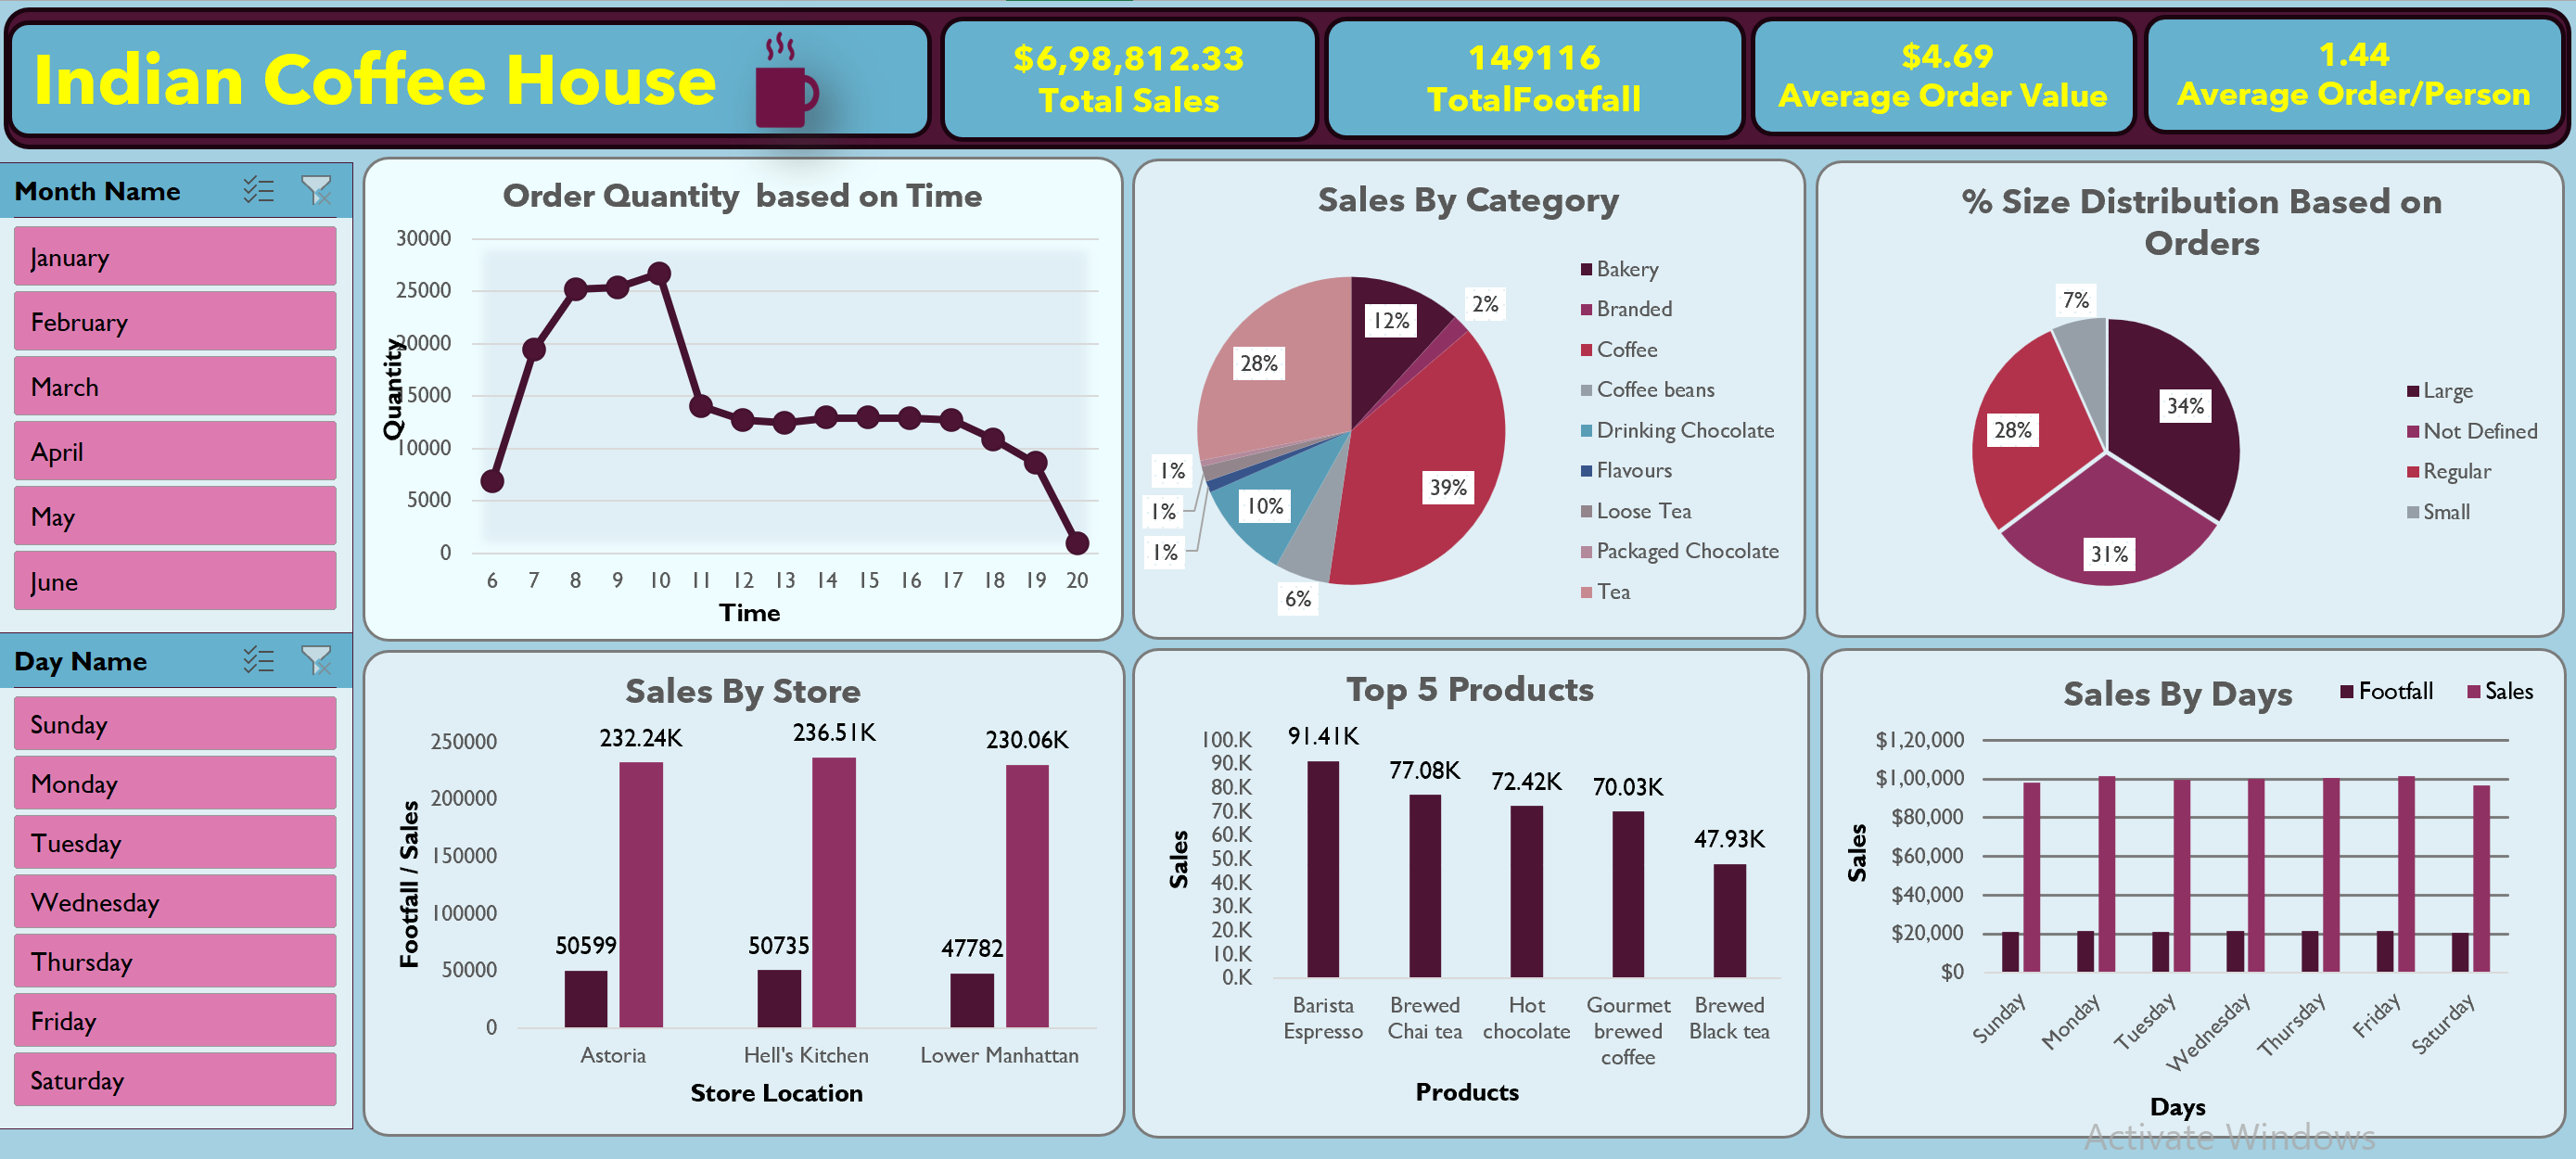 Indian Coffee House
$6,98,812.33
Total Sales
149116
TotalFootfall
$4.69
Average Order Value
1.44
Average Order/Person
Month Name
January
February
March
April
May
June
Day Name
Sunday
Monday
Tuesday
Wednesday
Thursday
Friday
Saturday
Order Quantity based on Time
30000
25000
20000
15000
10000
5000
0
Quantity
6 7 8 9 10 11 12 13 14 15 16 17 18 19 20
Time
Sales By Category
12%
2%
39%
6%
10%
1%
1%
1%
28%
Bakery
Branded
Coffee
Coffee beans
Drinking Chocolate
Flavours
Loose Tea
Packaged Chocolate
Tea
% Size Distribution Based on
Orders
7%
34%
28%
31%
Large
Not Defined
Regular
Small
Sales By Store
250000
200000
150000
100000
50000
0
Footfall / Sales
232.24K
236.51K
230.06K
50599
50735
47782
Astoria
Hell's Kitchen
Lower Manhattan
Store Location
Top 5 Products
100.K
90.K
80.K
70.K
60.K
50.K
40.K
30.K
20.K
10.K
0.K
Sales
91.41K
77.08K
72.42K
70.03K
47.93K
Barista
Espresso
Brewed
Chai tea
Hot
chocolate
Gourmet
brewed
coffee
Brewed
Black tea
Products
Sales By Days
Footfall
Sales
$1,20,000
$1,00,000
$80,000
$60,000
$40,000
$20,000
$0
Sales
Sunday
Monday
Tuesday
Wednesday
Thursday
Friday
Saturday
Days
Activate Windows